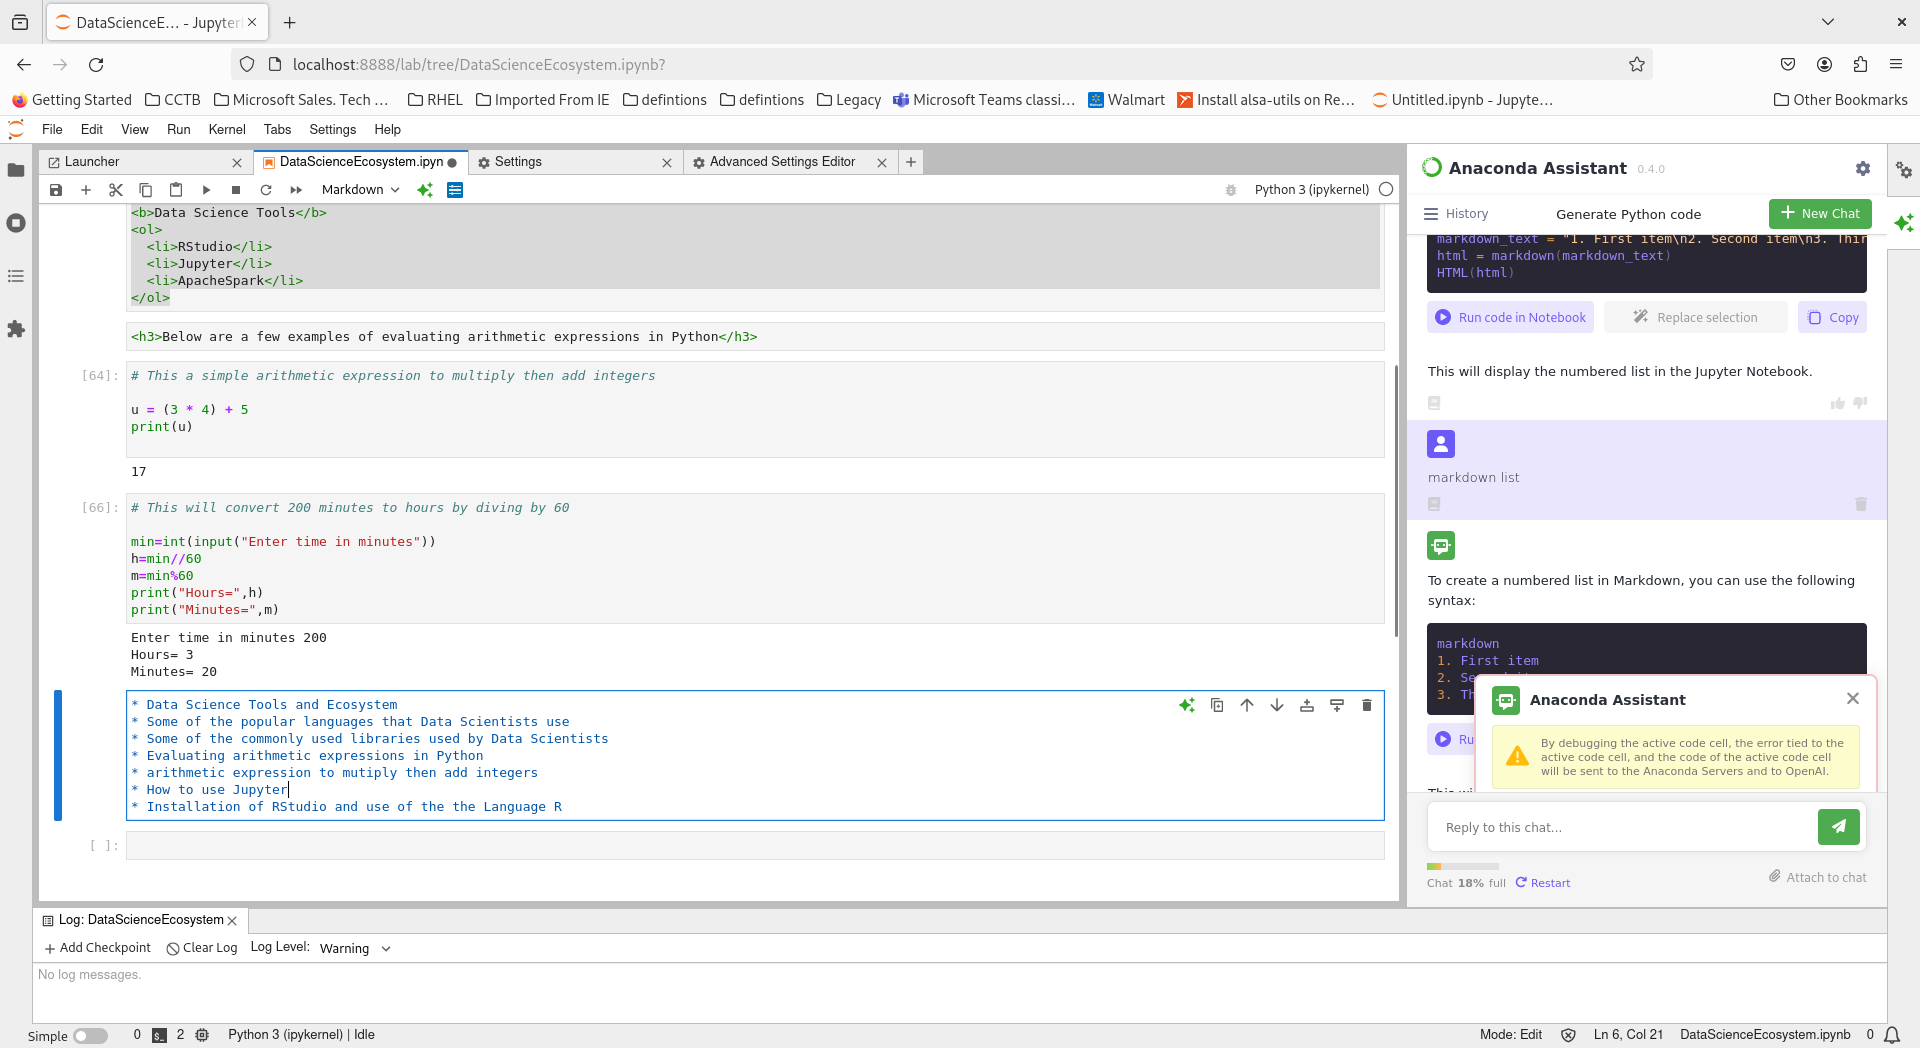 DataScienceE… - Jupyter
localhost:8888/lab/tree/DataScienceEcosystem.ipynb?
Getting Started
CCTB
Microsoft Sales. Tech …
RHEL
Imported From IE
defintions
defintions
Legacy
Microsoft Teams classi…
Walmart
Install alsa-utils on Re…
Untitled.ipynb - Jupyte…
Other Bookmarks
File Edit View Run Kernel Tabs Settings Help
Launcher
DataScienceEcosystem.ipyn
Settings
Advanced Settings Editor
Markdown
Python 3 (ipykernel)
<b>Data Science Tools</b>
<ol>
  <li>RStudio</li>
  <li>Jupyter</li>
  <li>ApacheSpark</li>
</ol>
<h3>Below are a few examples of evaluating arithmetic expressions in Python</h3>
[64]:
# This a simple arithmetic expression to multiply then add integers
u = (3 * 4) + 5
print(u)
17
[66]:
# This will convert 200 minutes to hours by diving by 60
min=int(input("Enter time in minutes"))
h=min//60
m=min%60
print("Hours=",h)
print("Minutes=",m)
Enter time in minutes 200
Hours= 3
Minutes= 20
* Data Science Tools and Ecosystem
* Some of the popular languages that Data Scientists use
* Some of the commonly used libraries used by Data Scientists
* Evaluating arithmetic expressions in Python
* arithmetic expression to mutiply then add integers
* How to use Jupyter
* Installation of RStudio and use of the the Language R
[ ]:
Anaconda Assistant 0.4.0
History
Generate Python code
+ New Chat
markdown_text = "1. First item\n2. Second item\n3. Thir
html = markdown(markdown_text)
HTML(html)
Run code in Notebook
Replace selection
Copy
This will display the numbered list in the Jupyter Notebook.
markdown list
To create a numbered list in Markdown, you can use the following
syntax:
markdown
1. First item
2. Se
3. Th
Ru
Anaconda Assistant
By debugging the active code cell, the error tied to the
active code cell, and the code of the active code cell
will be sent to the Anaconda Servers and to OpenAI.
Reply to this chat...
Chat 18% full
Restart
Attach to chat
Log: DataScienceEcosystem
+ Add Checkpoint
Clear Log
Log Level:
Warning
No log messages.
Simple
0
2
Python 3 (ipykernel) | Idle
Mode: Edit
Ln 6, Col 21
DataScienceEcosystem.ipynb
0